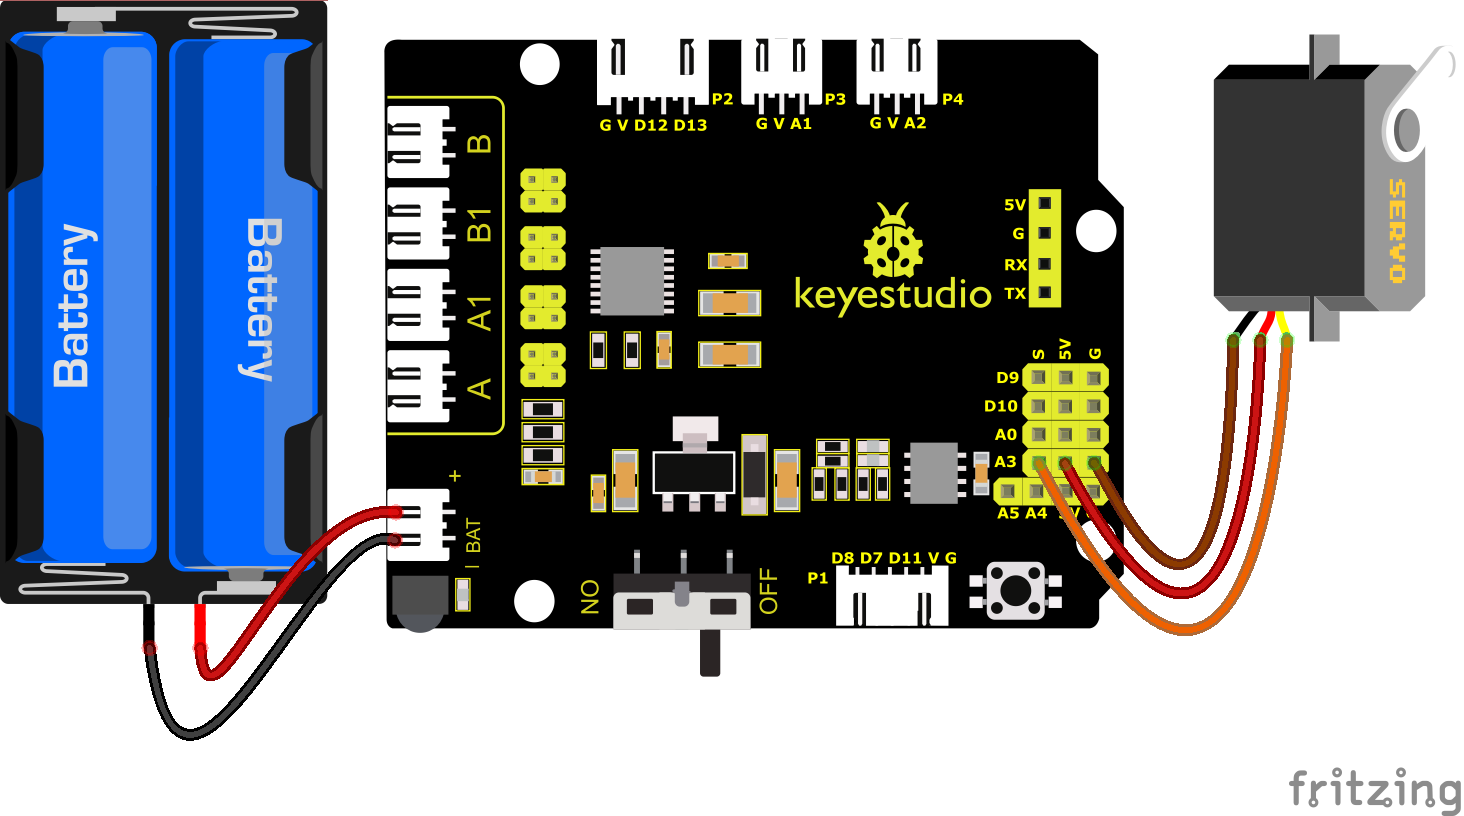 Battery
Battery
P2
P3
P4
G V D12 D13
G V A1
G V A2
B
B1
A1
A
keyestudio
5V
G
RX
TX
SERVO
S 5V G
D9
D10
A0
A3
A5 A4 5V
+
BAT
NO
OFF
D8 D7 D11 V G
P1
fritzing